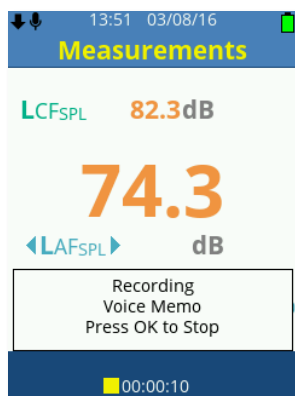 13:51 03/08/16
Measurements
LCFSPL 82.3dB
74.3
LAFSPL dB
Recording
Voice Memo
Press OK to Stop
00:00:10